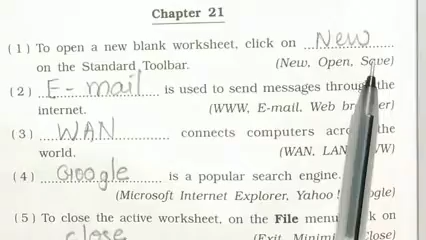 Chapter 21
(1) To open a new blank worksheet, click on New
on the Standard Toolbar. (New, Open, Save)
(2) E-mail is used to send messages through the
internet. (WWW, E-mail, Web
(3) WAN connects computers the
world. (WAN,
(4) Google is a popular search engine.
(Microsoft Internet Explorer, Yahoo !
(5) To close the active worksheet, on the File menu on
close (Exit, Close)